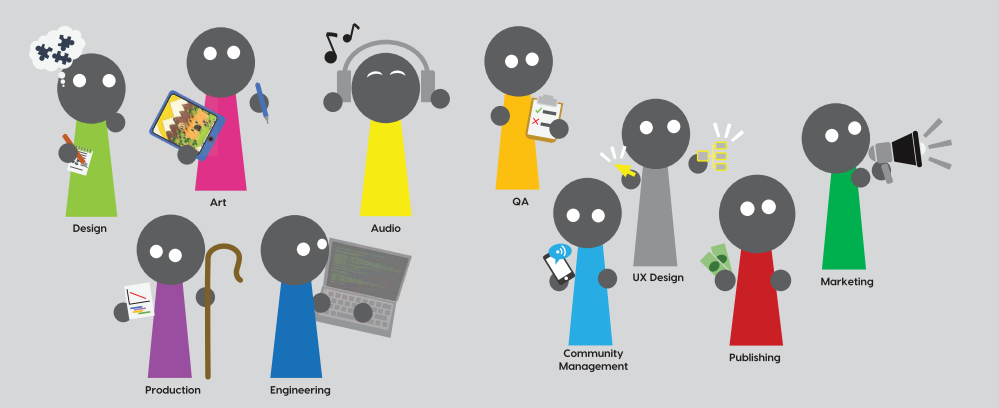 Design
Art
Audio
QA
UX Design
Marketing
Production
Engineering
Community
Management
Publishing